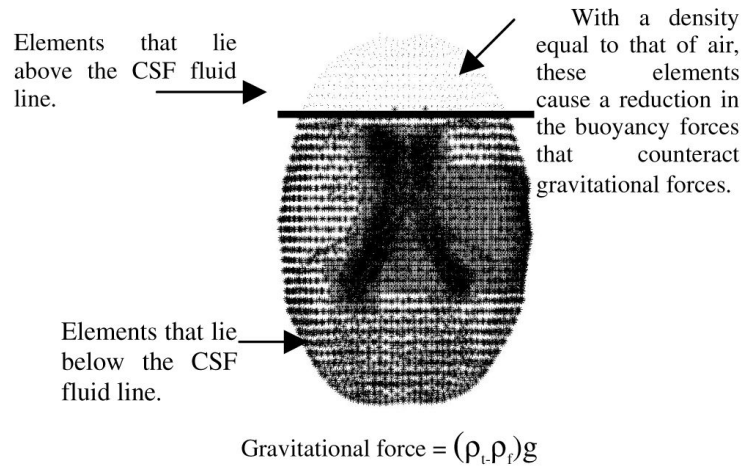 Elements that lie
above the CSF fluid
line.
With a density
equal to that of air,
these elements
cause a reduction in
the buoyancy forces
that counteract
gravitational forces.
Elements that lie
below the CSF
fluid line.
Gravitational force = (ρt-ρf)g